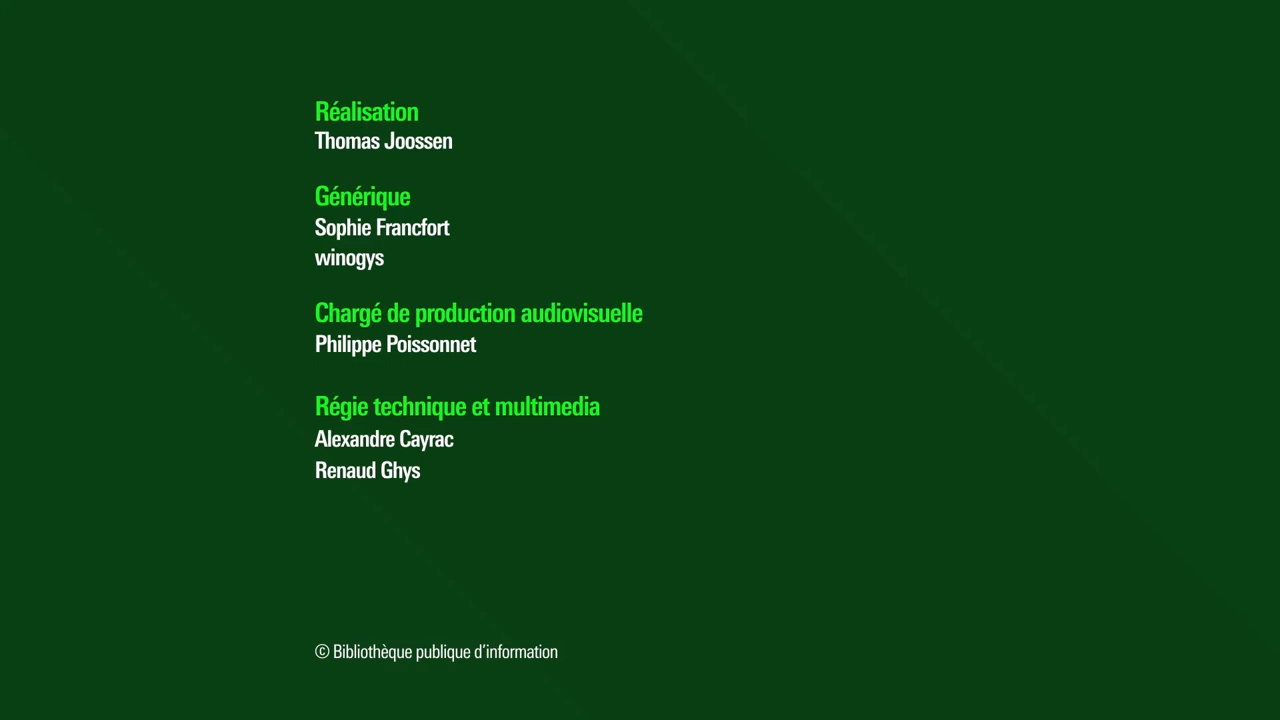 Réalisation
Thomas Joossen
Générique
Sophie Francfort
winogys
Chargé de production audiovisuelle
Philippe Poissonnet
Régie technique et multimedia
Alexandre Cayrac
Renaud Ghys
© Bibliothèque publique d’information